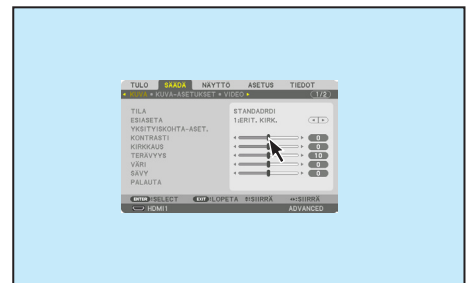 TULO SÄÄDÄ NÄYTTÖ ASETUS TIEDOT
KUVA • KUVA-ASETUKSET • VIDEO 1/2
TILA STANDARDRDI
ESIASETA 1:ERIT. KIRK.
YKSITYISKOHTA-ASET.
KONTRASTI 0
KIRKKAUS 0
TERÄVYYS 10
VÄRI 0
SÄVY 0
PALAUTA
ENTER :SELECT EXIT :LOPETA :SIIRRÄ :SIIRRÄ
HDMI1 ADVANCED